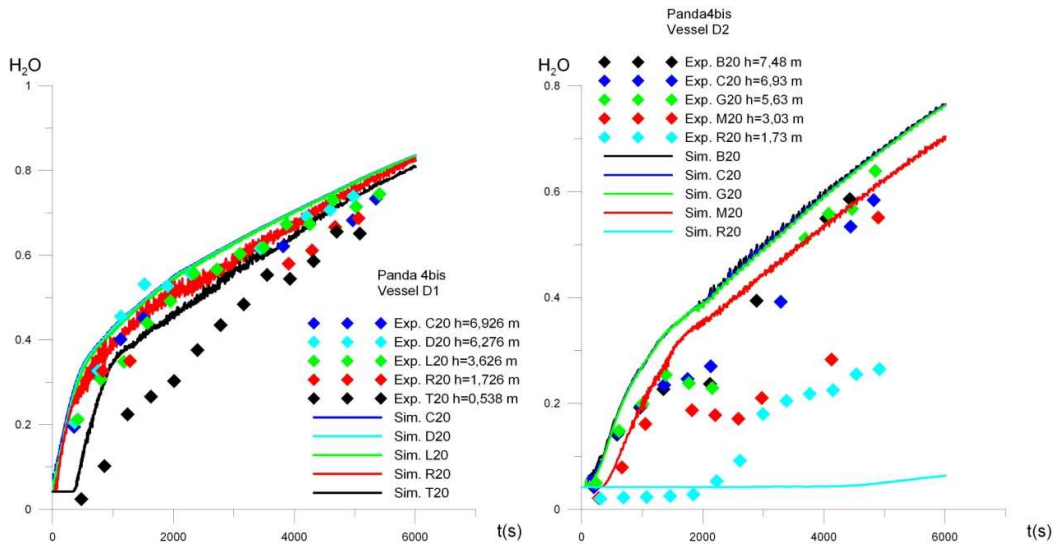 H2O
1
0.8
0.6
0.4
0.2
0
0
2000
4000
6000
t(s)
Panda 4bis
Vessel D1
Exp. C20 h=6,926 m
Exp. D20 h=6,276 m
Exp. L20 h=3,626 m
Exp. R20 h=1,726 m
Exp. T20 h=0,538 m
Sim. C20
Sim. D20
Sim. L20
Sim. R20
Sim. T20
Panda4bis
Vessel D2
H2O
Exp. B20 h=7,48 m
Exp. C20 h=6,93 m
Exp. G20 h=5,63 m
Exp. M20 h=3,03 m
Exp. R20 h=1,73 m
Sim. B20
Sim. C20
Sim. G20
Sim. M20
Sim. R20
0.8
0.6
0.4
0.2
0
0
2000
4000
6000
t(s)